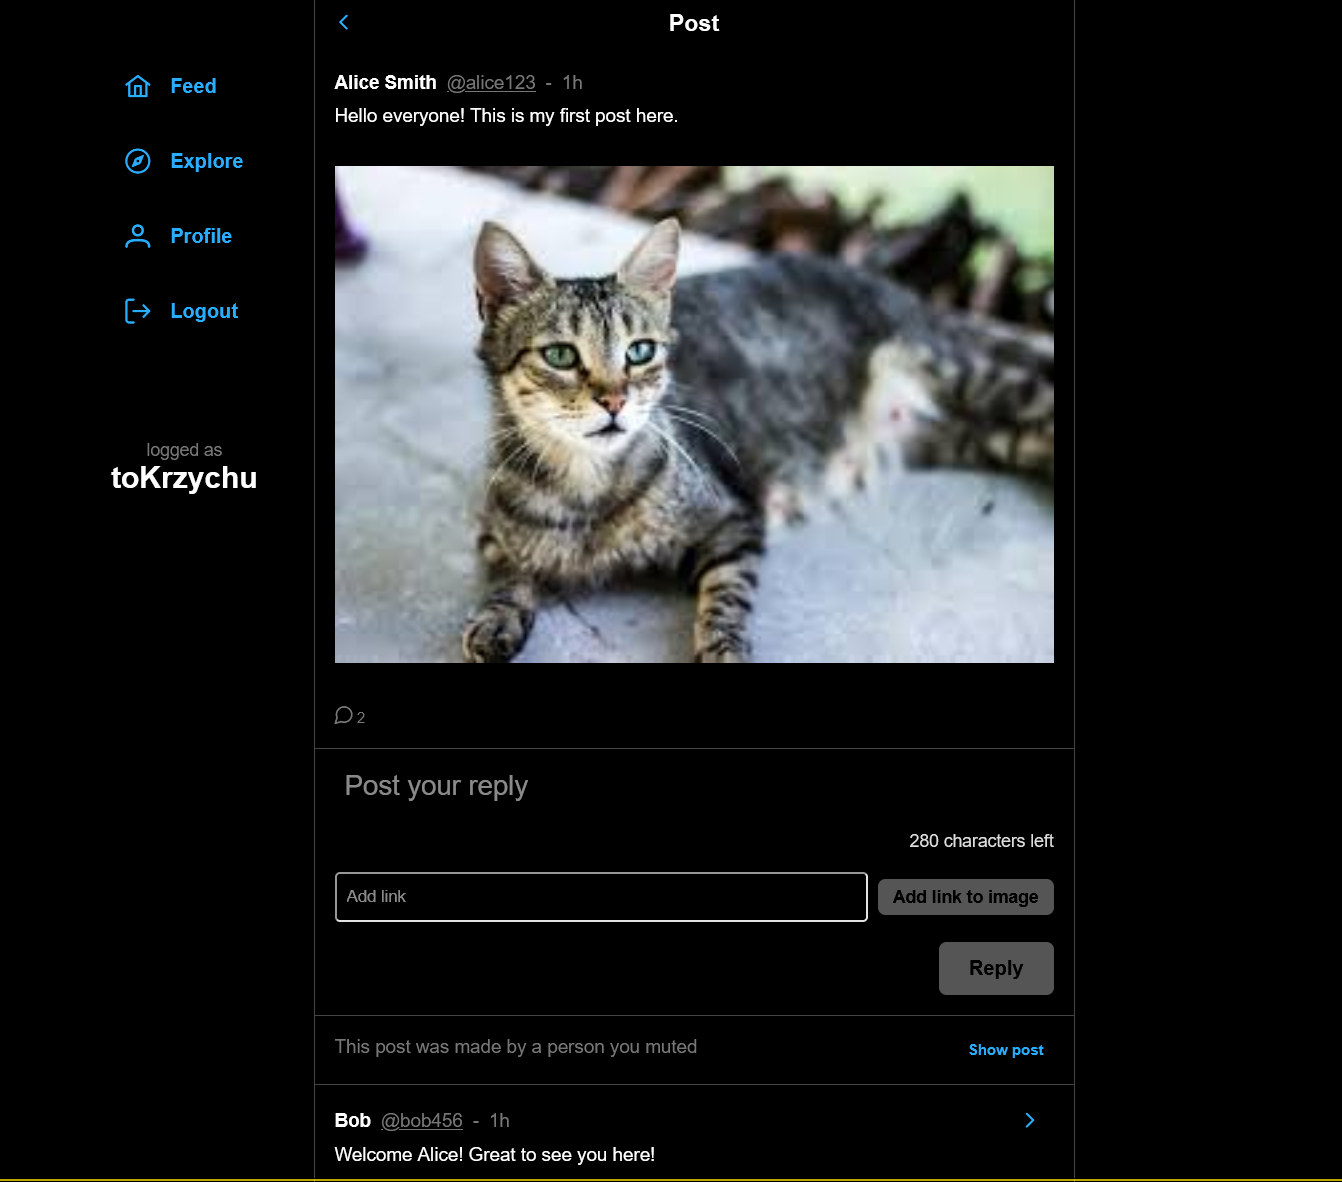 Post
Feed
Explore
Profile
Logout
logged as
toKrzychu
Alice Smith @alice123 - 1h
Hello everyone! This is my first post here.
2
Post your reply
280 characters left
Add link
Add link to image
Reply
This post was made by a person you muted
Show post
Bob @bob456 - 1h
Welcome Alice! Great to see you here!